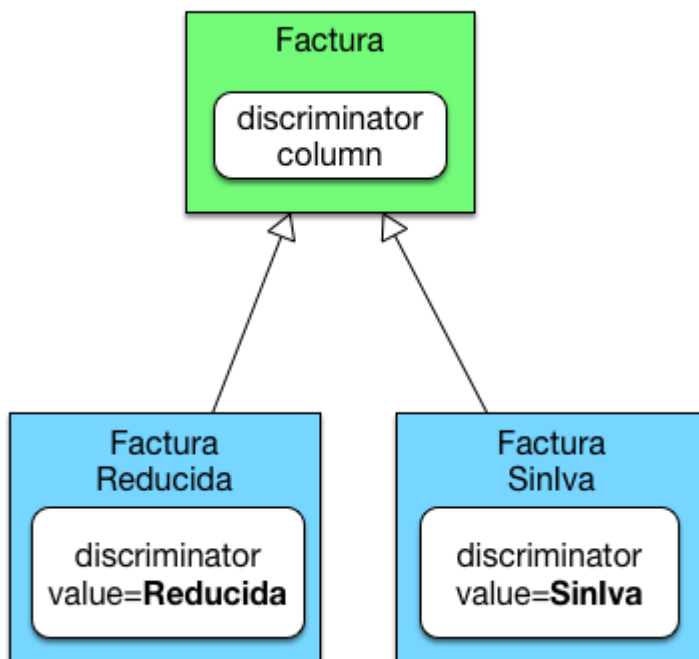 Factura
discriminator
column
Factura
Reducida
discriminator
value=Reducida
Factura
SinIva
discriminator
value=SinIva